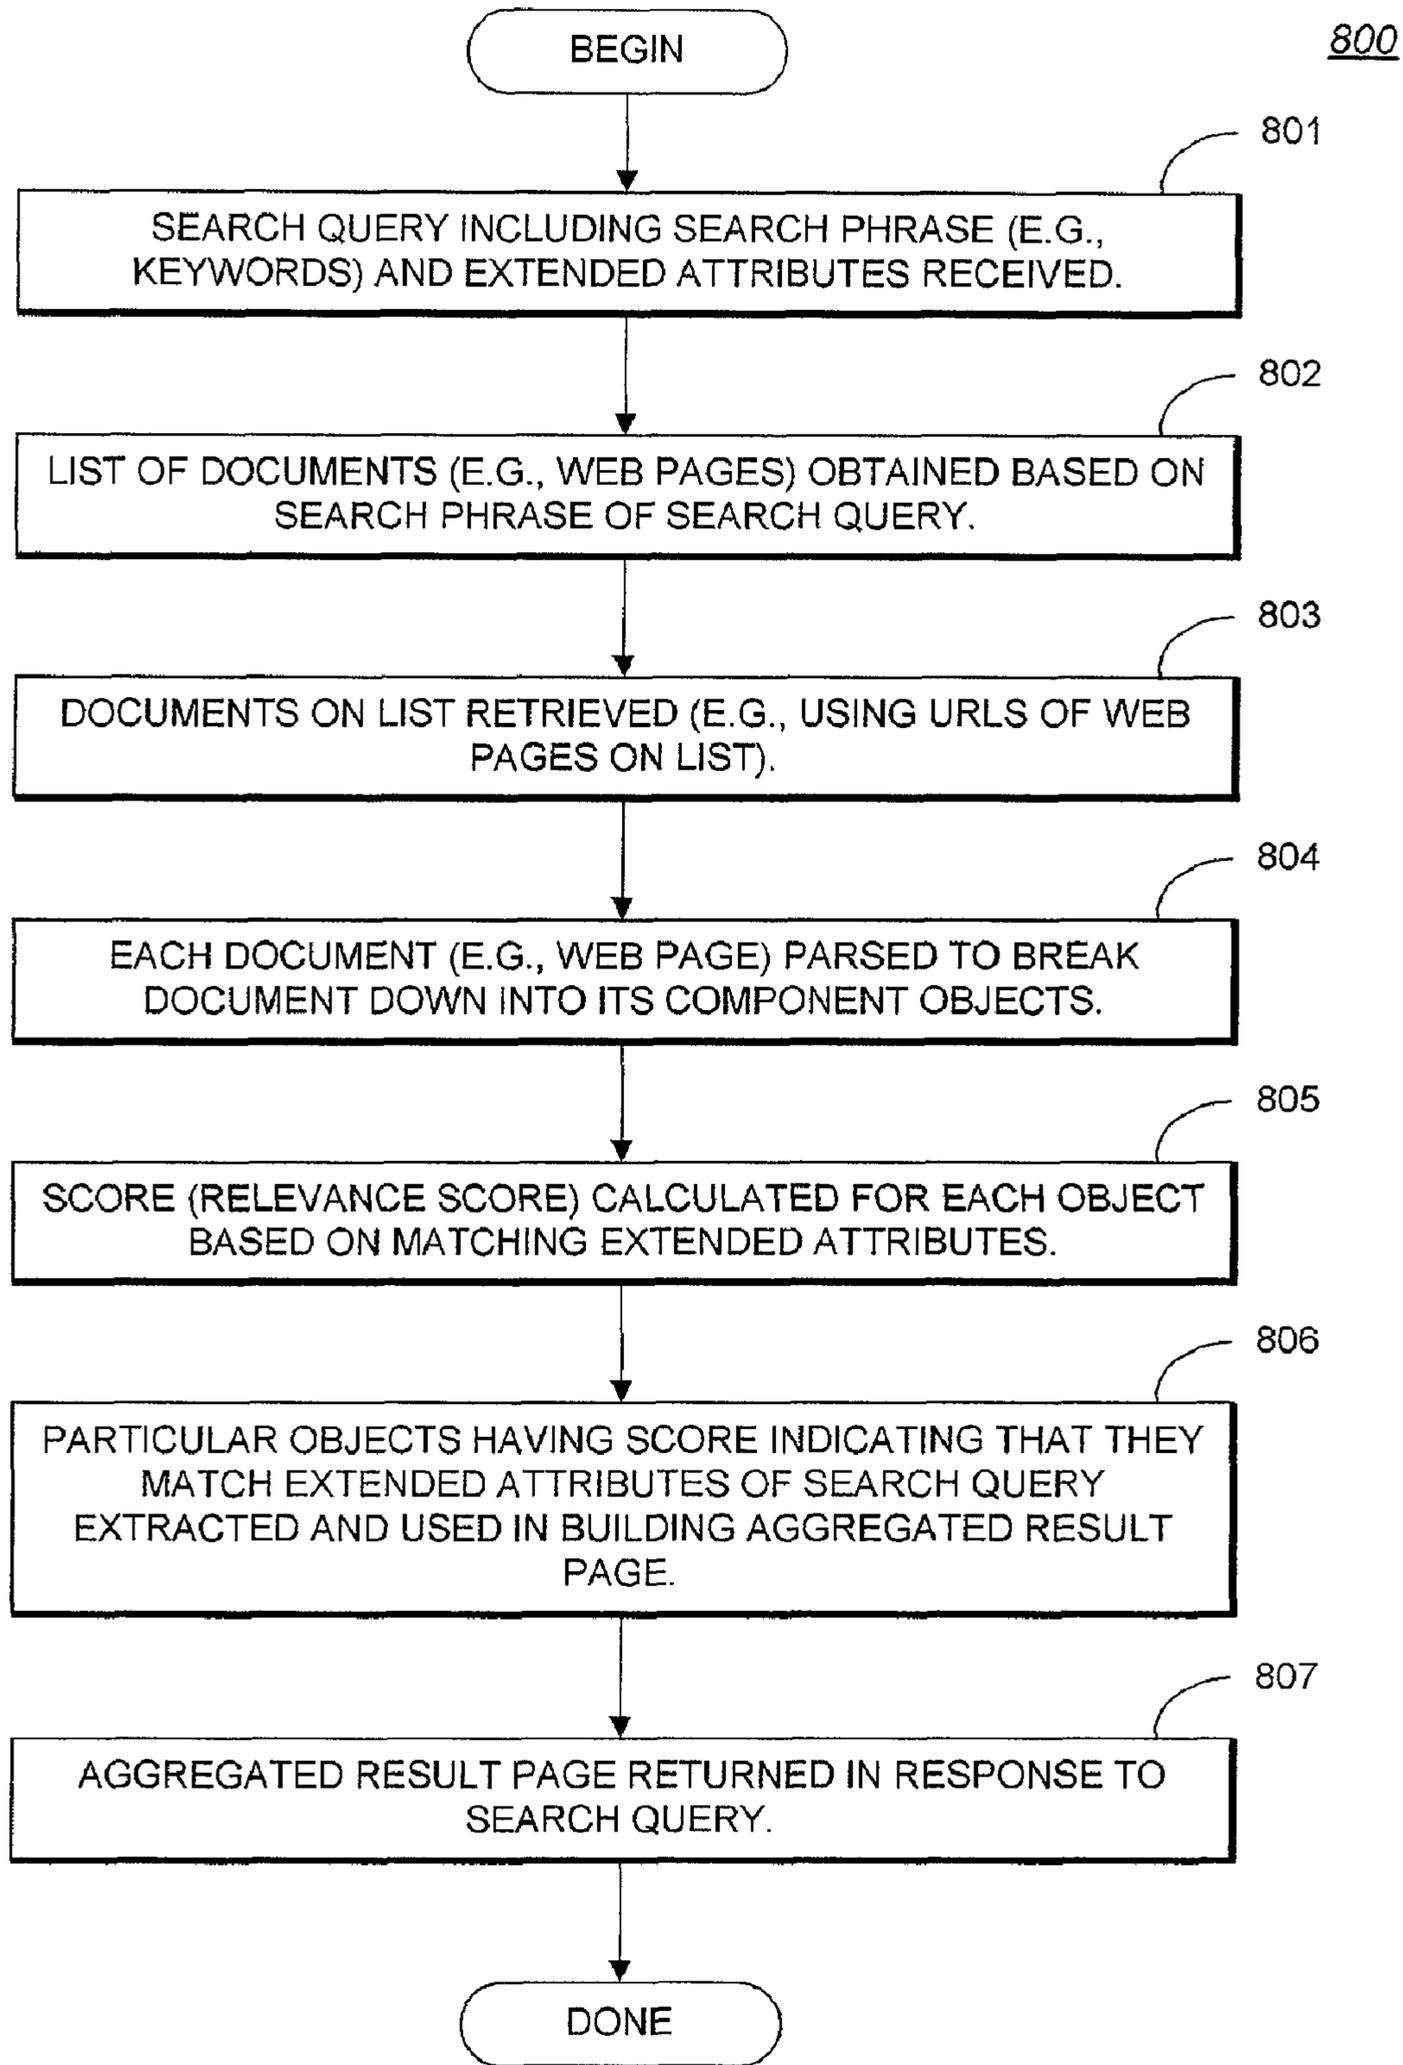 BEGIN
800
801
SEARCH QUERY INCLUDING SEARCH PHRASE (E.G.,
KEYWORDS) AND EXTENDED ATTRIBUTES RECEIVED.
802
LIST OF DOCUMENTS (E.G., WEB PAGES) OBTAINED BASED ON
SEARCH PHRASE OF SEARCH QUERY.
803
DOCUMENTS ON LIST RETRIEVED (E.G., USING URLS OF WEB
PAGES ON LIST).
804
EACH DOCUMENT (E.G., WEB PAGE) PARSED TO BREAK
DOCUMENT DOWN INTO ITS COMPONENT OBJECTS.
805
SCORE (RELEVANCE SCORE) CALCULATED FOR EACH OBJECT
BASED ON MATCHING EXTENDED ATTRIBUTES.
806
PARTICULAR OBJECTS HAVING SCORE INDICATING THAT THEY
MATCH EXTENDED ATTRIBUTES OF SEARCH QUERY
EXTRACTED AND USED IN BUILDING AGGREGATED RESULT
PAGE.
807
AGGREGATED RESULT PAGE RETURNED IN RESPONSE TO
SEARCH QUERY.
DONE